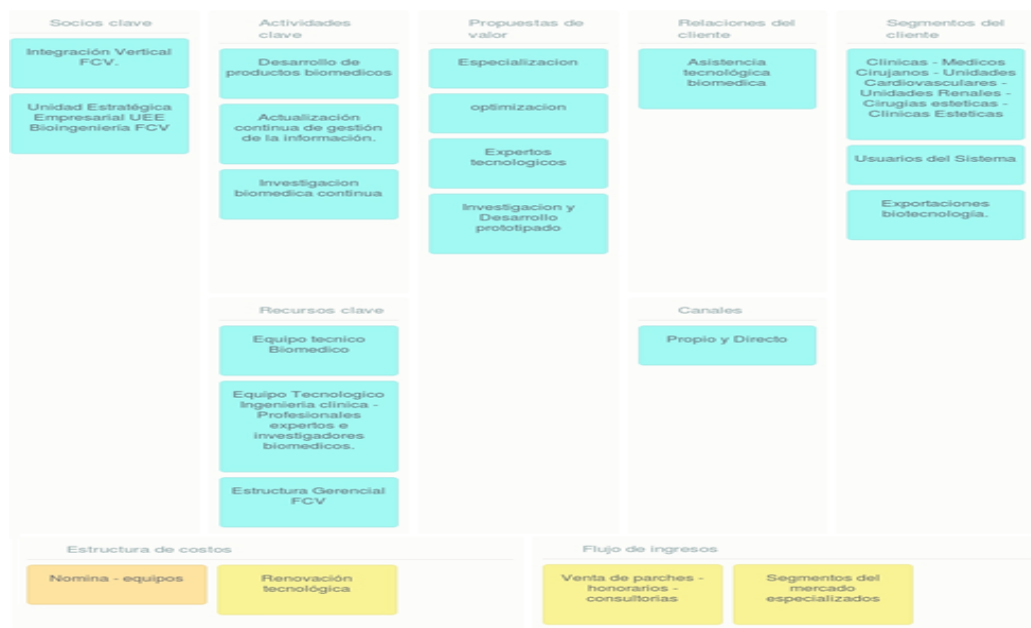 Socios clave
Integración Vertical
FCV.
Unidad Estratégica
Empresarial UEE
Bioingeniería FCV
Actividades
clave
Desarrollo de
productos biomedicos
Actualización
continua de gestión
de la información.
Investigacion
biomedica continua
Recursos clave
Equipo tecnico
Biomedico
Equipo Tecnologico
Ingenieria clinica -
Profesionales
expertos e
investigadores
biomedicos.
Estructura Gerencial
FCV
Propuestas de
valor
Especializacion
optimizacion
Expertos
tecnologicos
Investigacion y
Desarrollo
prototipado
Relaciones del
cliente
Asistencia
tecnológica
biomedica
Canales
Propio y Directo
Segmentos del
cliente
Clinicas - Medicos
Cirujanos - Unidades
Cardiovasculares -
Unidades Renales -
Cirugias esteticas -
Clinicas Esteticas
Usuarios del Sistema
Exportaciones
biotecnología.
Estructura de costos
Nomina - equipos
Renovación
tecnológica
Flujo de ingresos
Venta de parches -
honorarios -
consultorias
Segmentos del
mercado
especializados